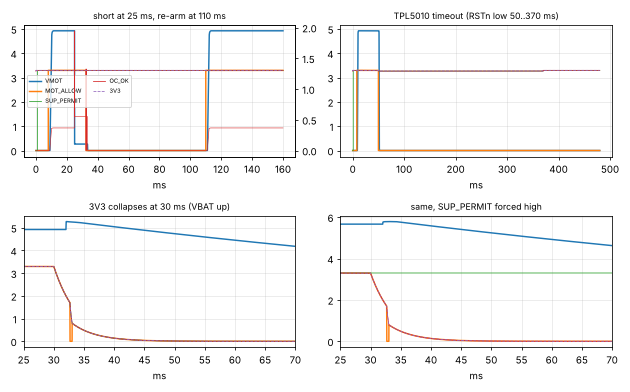 short at 25 ms, re-arm at 110 ms
5
4
3
2
1
0
VMOT
MOT_ALLOW
SUP_PERMIT
OC_OK
3V3
2.0
1.5
1.0
0.5
0.0
0 20 40 60 80 100 120 140 160
ms
TPL5010 timeout (RSTn low 50..370 ms)
5
4
3
2
1
0
0 100 200 300 400 500
ms
3V3 collapses at 30 ms (VBAT up)
5
4
3
2
1
0
25 30 35 40 45 50 55 60 65 70
ms
same, SUP_PERMIT forced high
6
5
4
3
2
1
0
25 30 35 40 45 50 55 60 65 70
ms